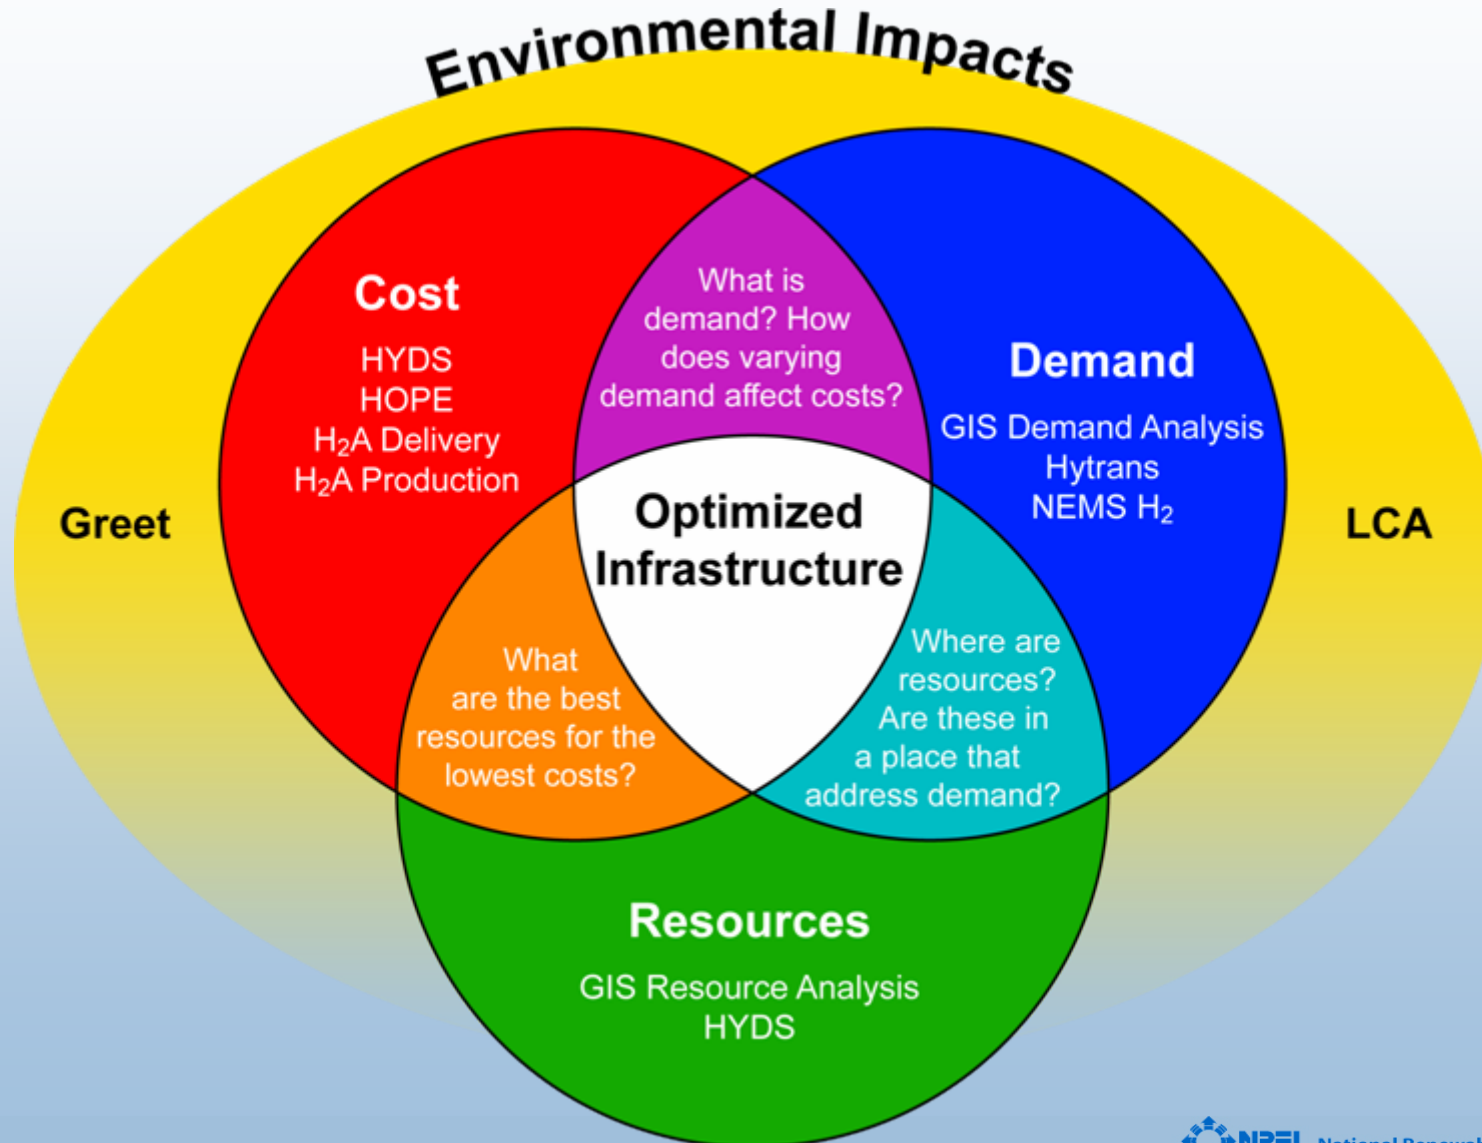 Environmental Impacts
Cost
HYDS
HOPE
H₂A Delivery
H₂A Production
What is
demand? How
does varying
demand affect costs?
Demand
GIS Demand Analysis
Hytrans
NEMS H₂
Greet
LCA
Optimized
Infrastructure
What
are the best
resources for the
lowest costs?
Where are
resources?
Are these in
a place that
address demand?
Resources
GIS Resource Analysis
HYDS
NREL National